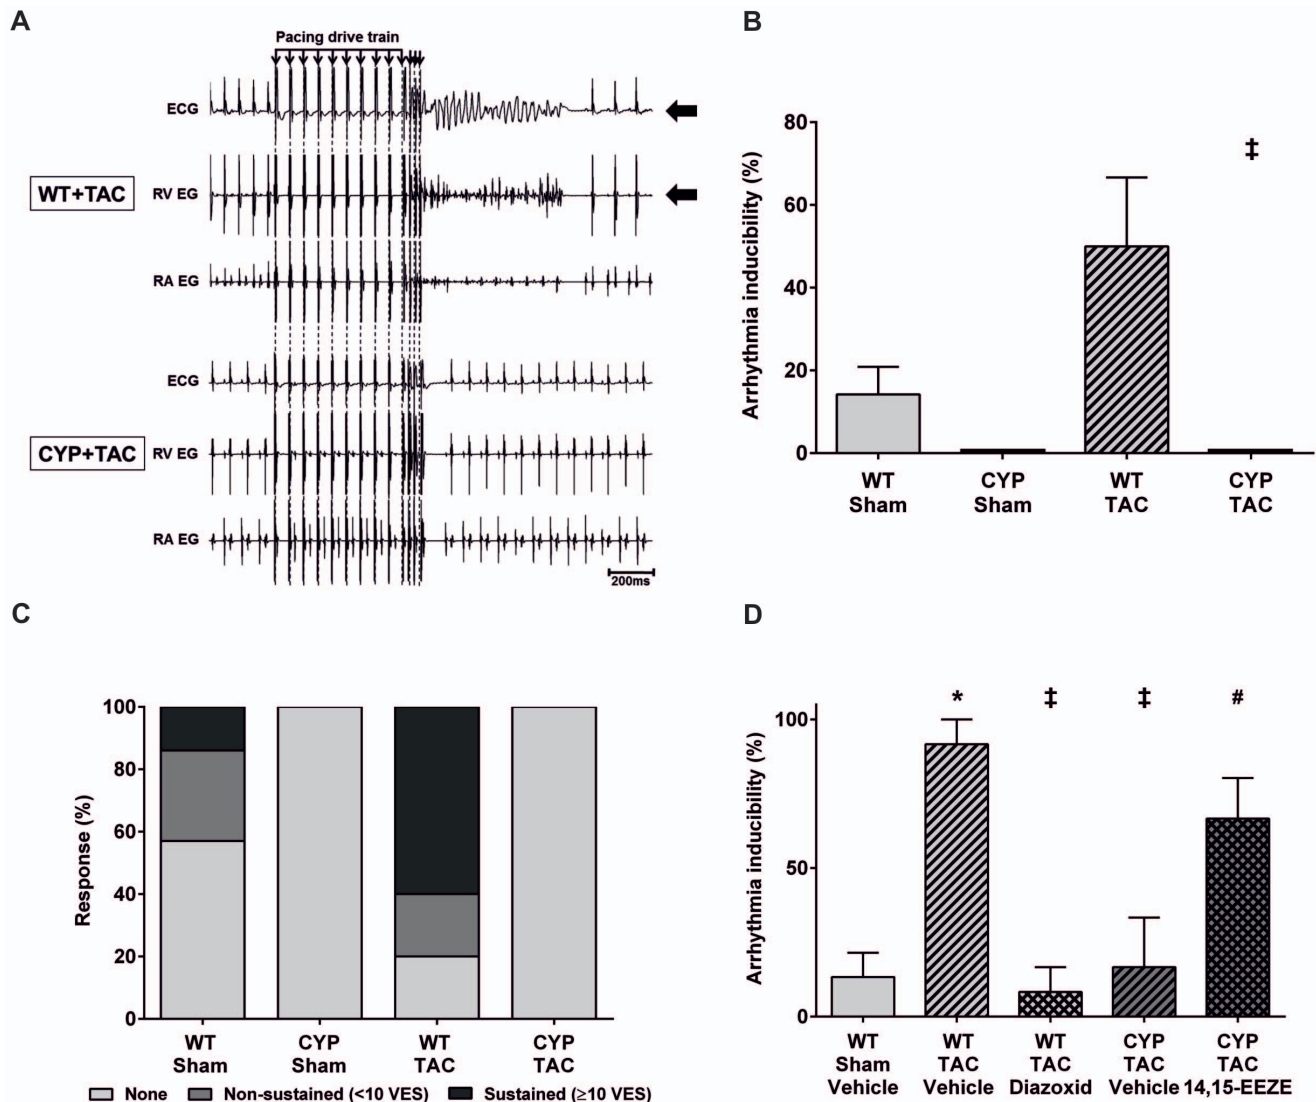 A
Pacing drive train
ECG
WT+TAC
RV EG
RA EG
ECG
CYP+TAC
RV EG
RA EG
200ms
B
Arrhythmia inducibility (%)
80
60
40
20
0
‡
WT
Sham
CYP
Sham
WT
TAC
CYP
TAC
C
Response (%)
100
80
60
40
20
0
WT
Sham
CYP
Sham
WT
TAC
CYP
TAC
None
Non-sustained (<10 VES)
Sustained (≥10 VES)
D
Arrhythmia inducibility (%)
100
50
0
*
‡
‡
#
WT
Sham
Vehicle
WT
TAC
Vehicle
WT
TAC
Diazoxid
CYP
TAC
Vehicle
CYP
TAC
14,15-EEZE